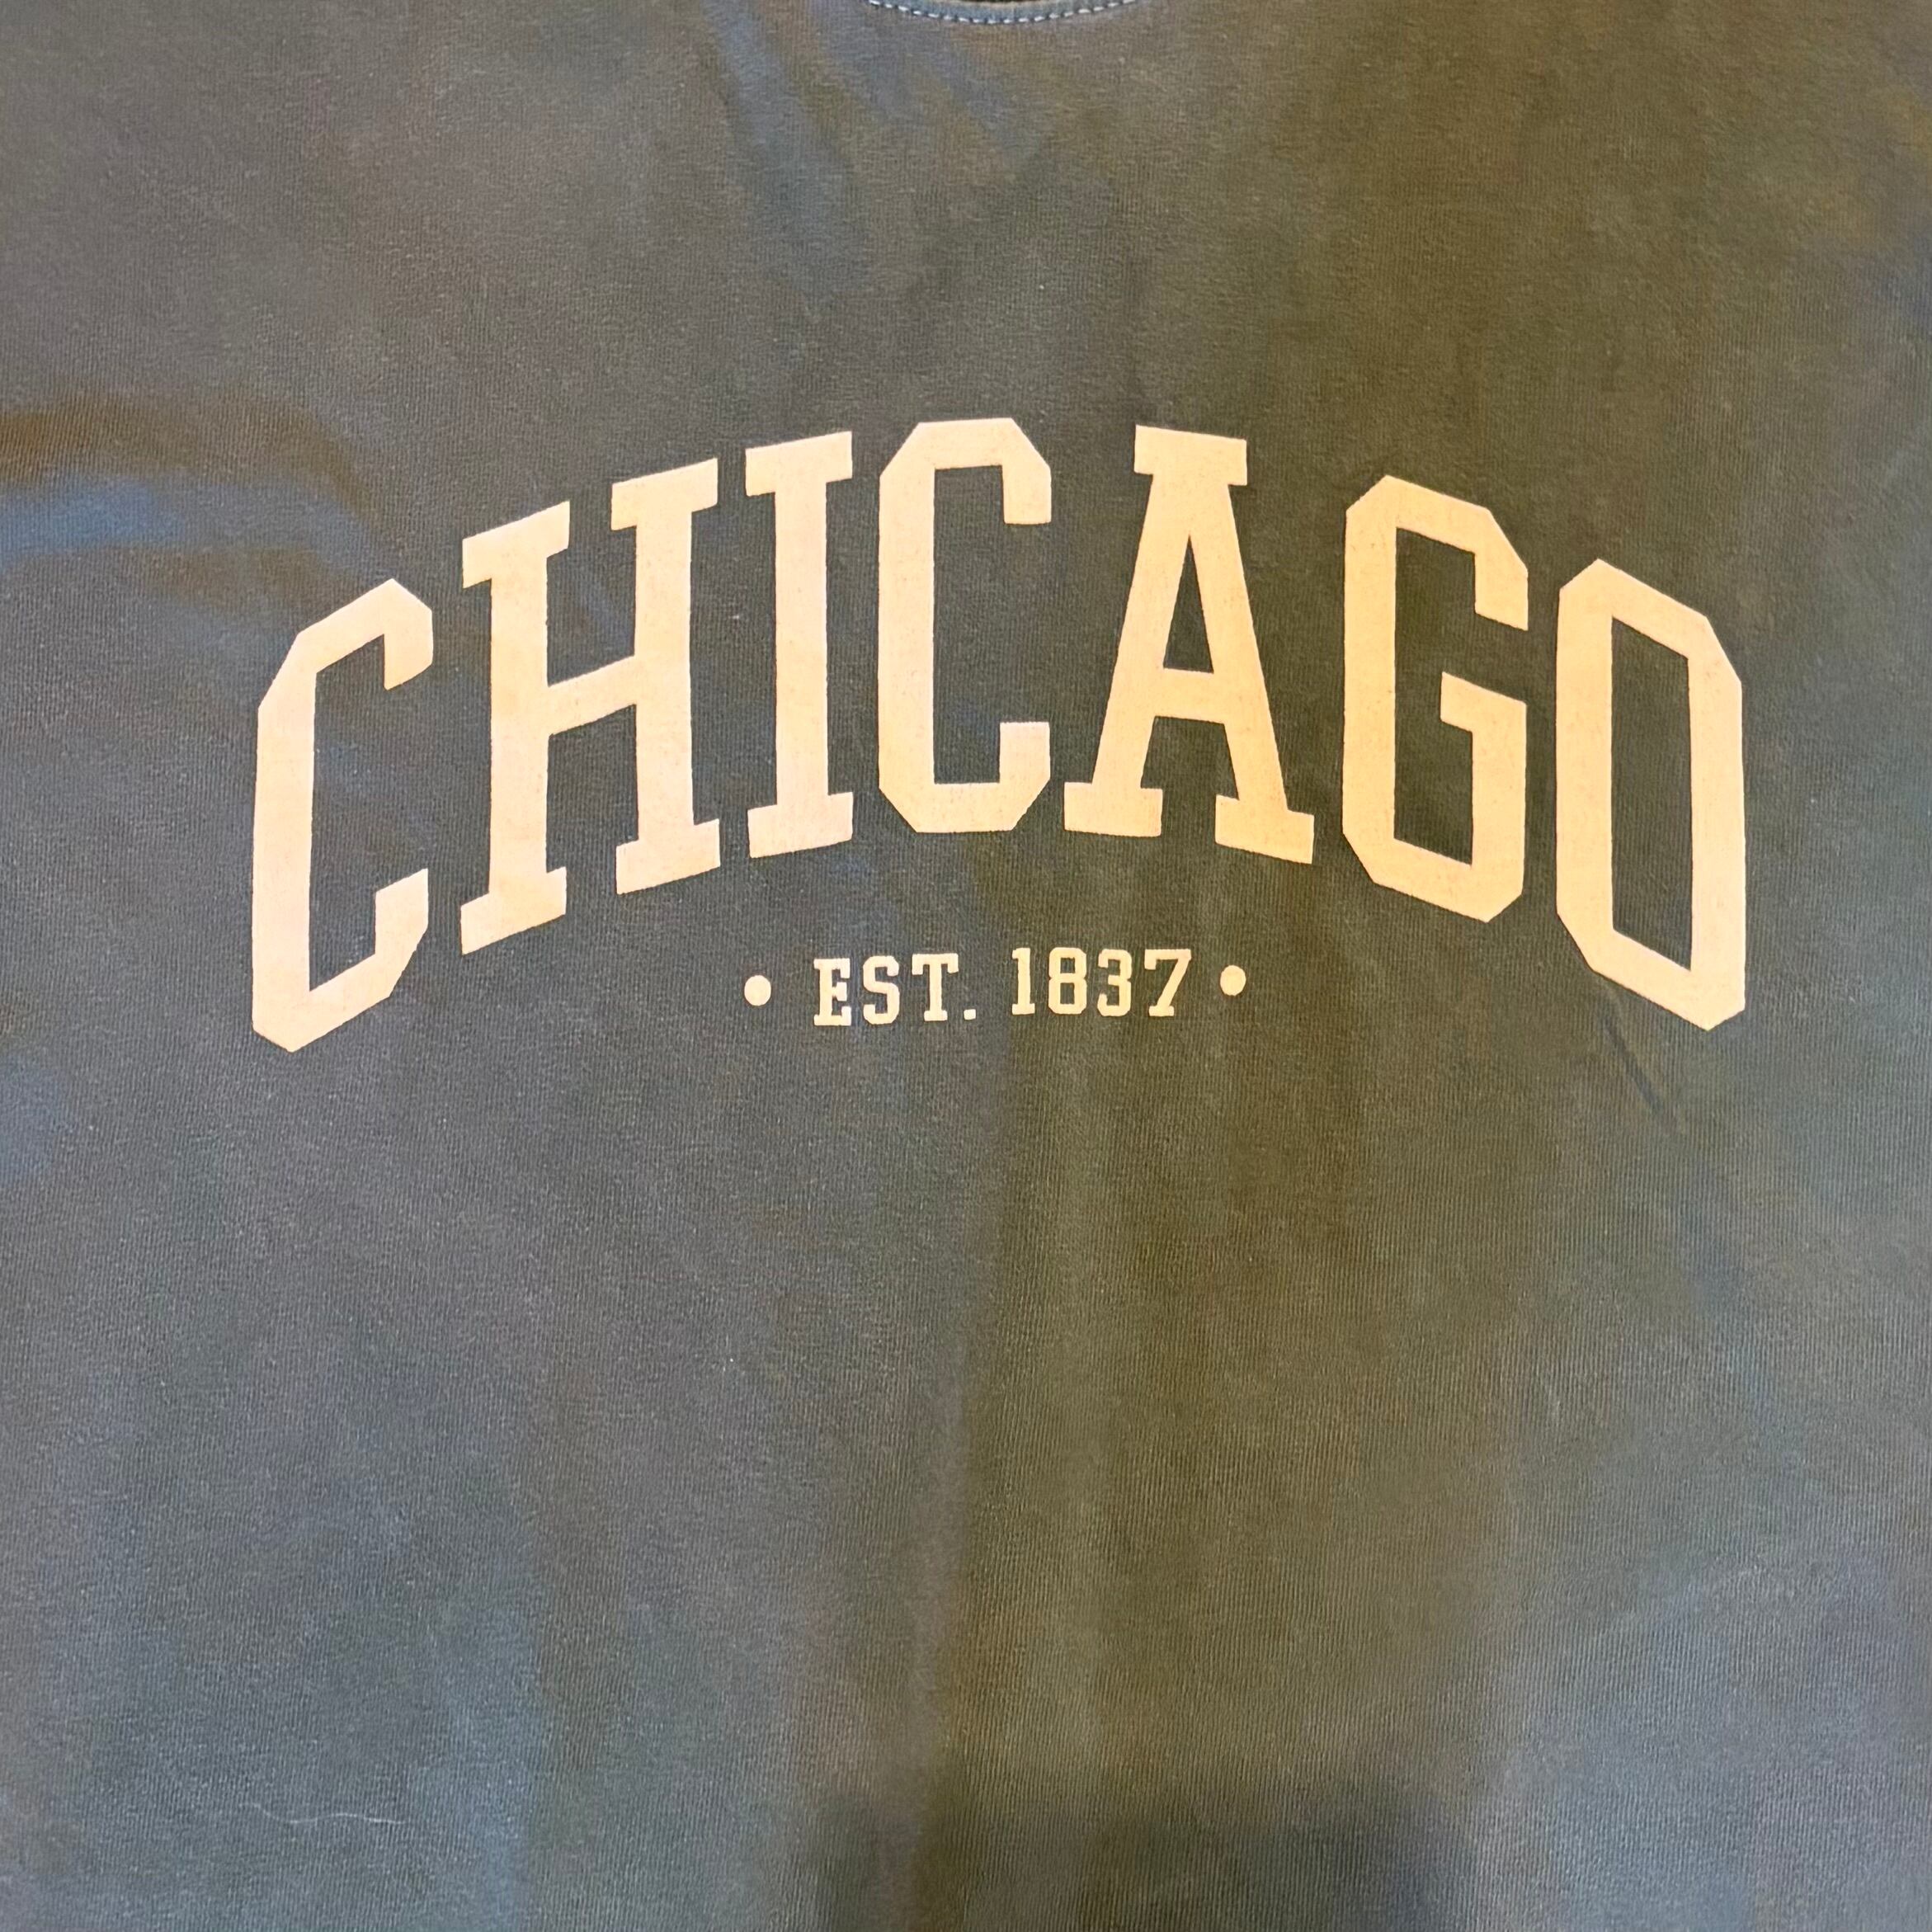 CHICAGO
• EST. 1837 •